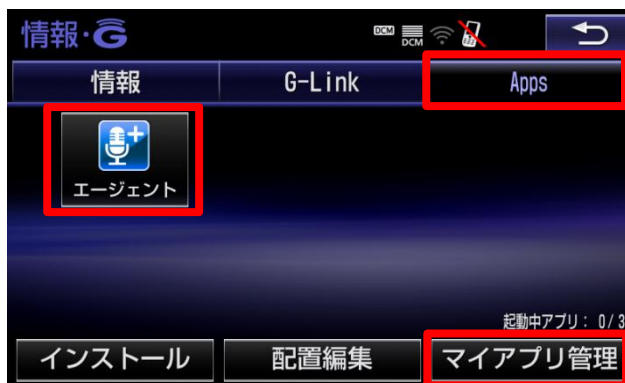 情報・G
DCM DCM
情報 G-Link Apps
エージェント
起動中アプリ： 0/3
インストール 配置編集 マイアプリ管理